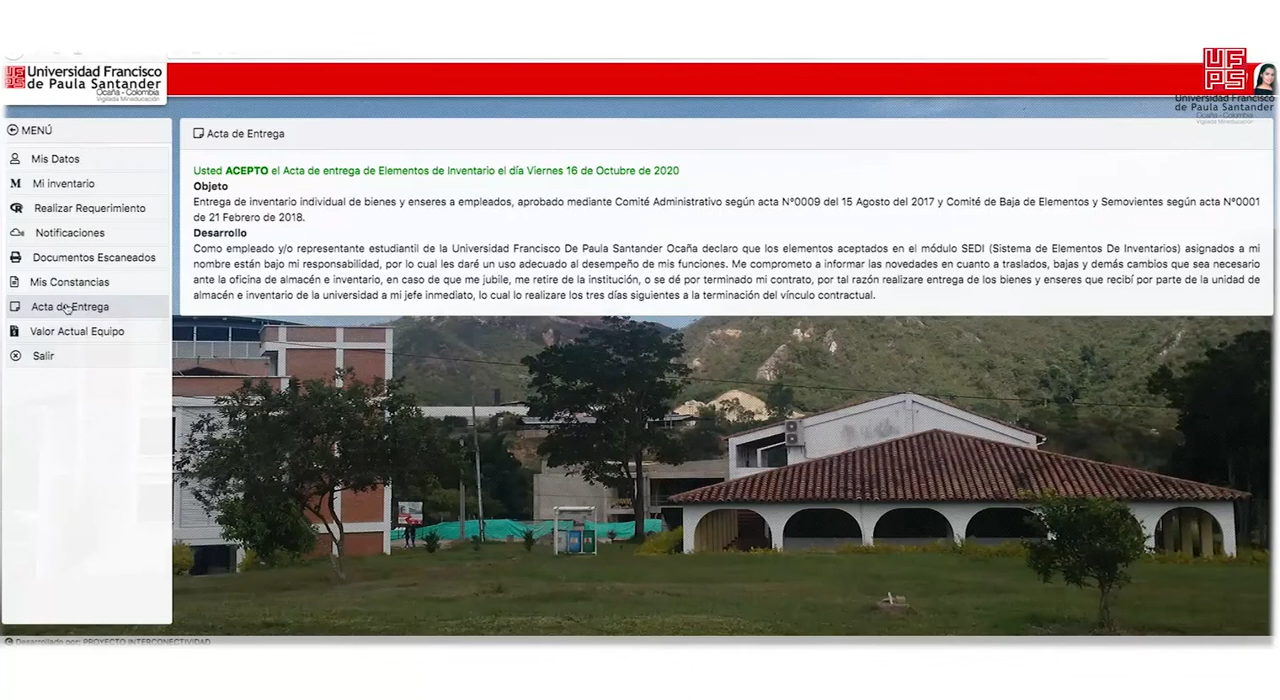 Universidad Francisco
de Paula Santander
Ocaña - Colombia
Vigilada Mineducación
UF
PS
Universidad Francisco
de Paula Santander
Ocaña - Colombia
Vigilada Mineducación
MENÚ
Mis Datos
Mi inventario
Realizar Requerimiento
Notificaciones
Documentos Escaneados
Mis Constancias
Acta de Entrega
Valor Actual Equipo
Salir
Acta de Entrega
Usted ACEPTO el Acta de entrega de Elementos de Inventario el día Viernes 16 de Octubre de 2020
Objeto
Entrega de inventario individual de bienes y enseres a empleados, aprobado mediante Comité Administrativo según acta Nº0009 del 15 Agosto del 2017 y Comité de Baja de Elementos y Semovientes según acta Nº0001
de 21 Febrero de 2018.
Desarrollo
Como empleado y/o representante estudiantil de la Universidad Francisco De Paula Santander Ocaña declaro que los elementos aceptados en el módulo SEDI (Sistema de Elementos De Inventarios) asignados a mi
nombre están bajo mi responsabilidad, por lo cual les daré un uso adecuado al desempeño de mis funciones. Me comprometo a informar las novedades en cuanto a traslados, bajas y demás cambios que sea necesario
ante la oficina de almacén e inventario, en caso de que me jubile, me retire de la institución, o se dé por terminado mi contrato, por tal razón realizare entrega de los bienes y enseres que recibí por parte de la unidad de
almacén e inventario de la universidad a mi jefe inmediato, lo cual lo realizare los tres días siguientes a la terminación del vínculo contractual.
Desarrollado por: PROYECTO INTERCONECTIVIDAD